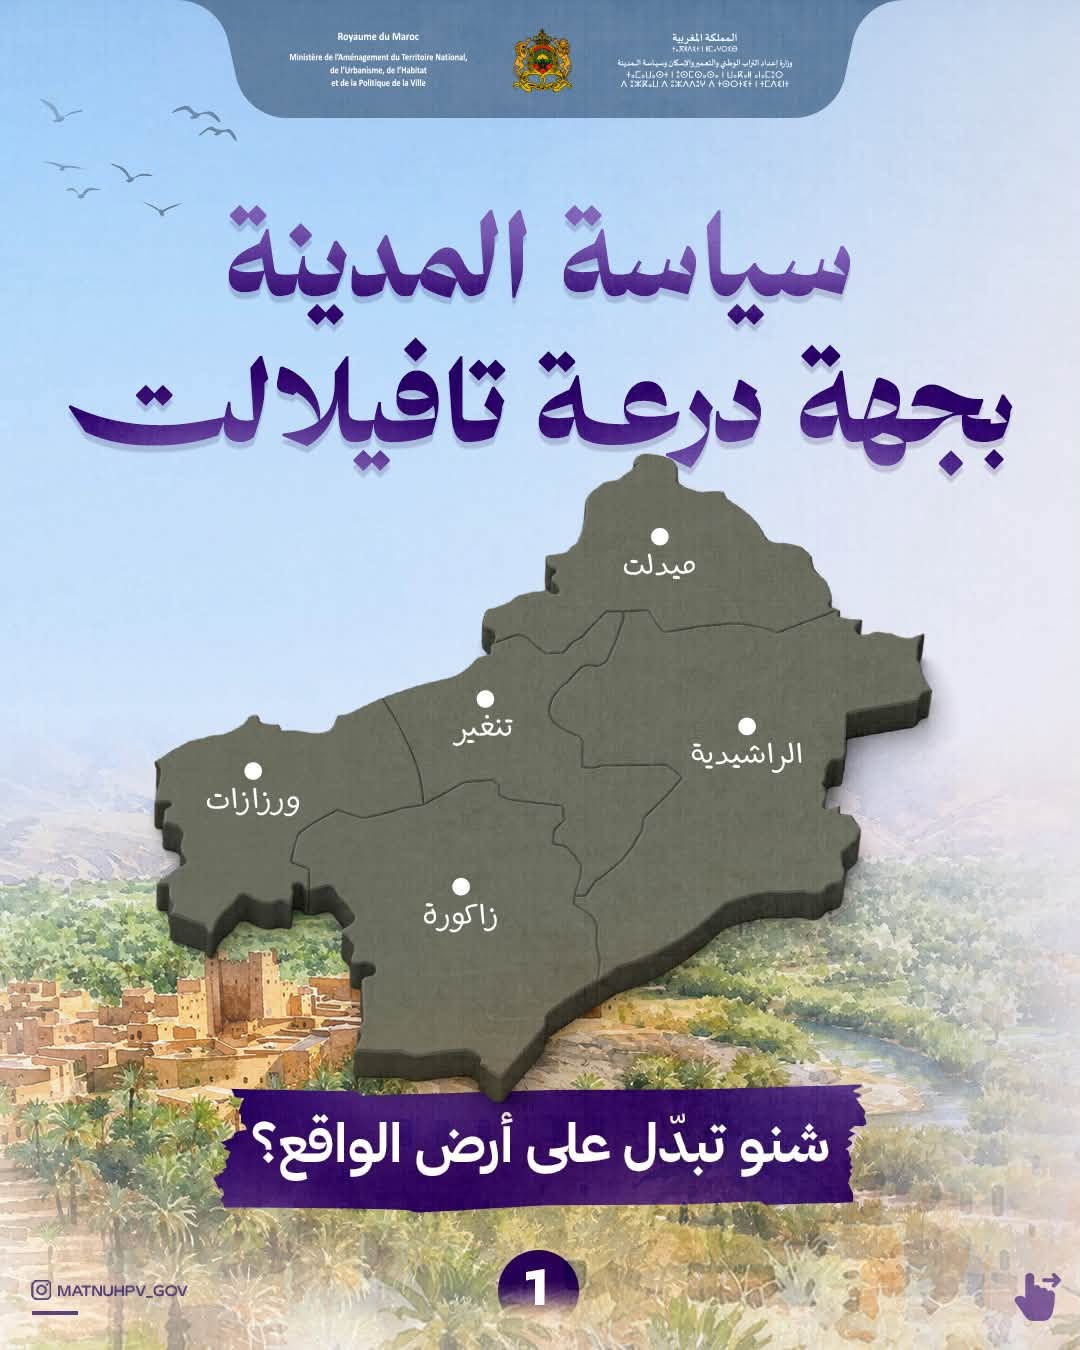 Royaume du Maroc
Ministère de l'Aménagement du Territoire National,
de l'Urbanisme, de l'Habitat
et de la Politique de la Ville
المملكة المغربية
ⵜⴰⴳⵍⴷⵉⵜ ⵏ ⵍⵎⵖⵔⵉⴱ
وزارة إعداد التراب الوطني والتعمير والإسكان وسياسة المدينة
سياسة المدينة
بجهة درعة تافيلالت
ميدلت
تنغير
الراشيدية
ورزازات
زاكورة
شنو تبدّل على أرض الواقع؟
1
MATNUHPV_GOV